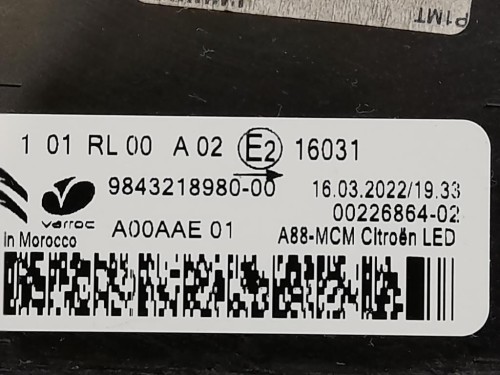 P1MT
1 01 RL 00 A 02 E2 16031
9843218980-00 16.03.2022/19.33
varroc 00226864-02
A00AAE 01 A88-MCM Citroën LED
in Morocco